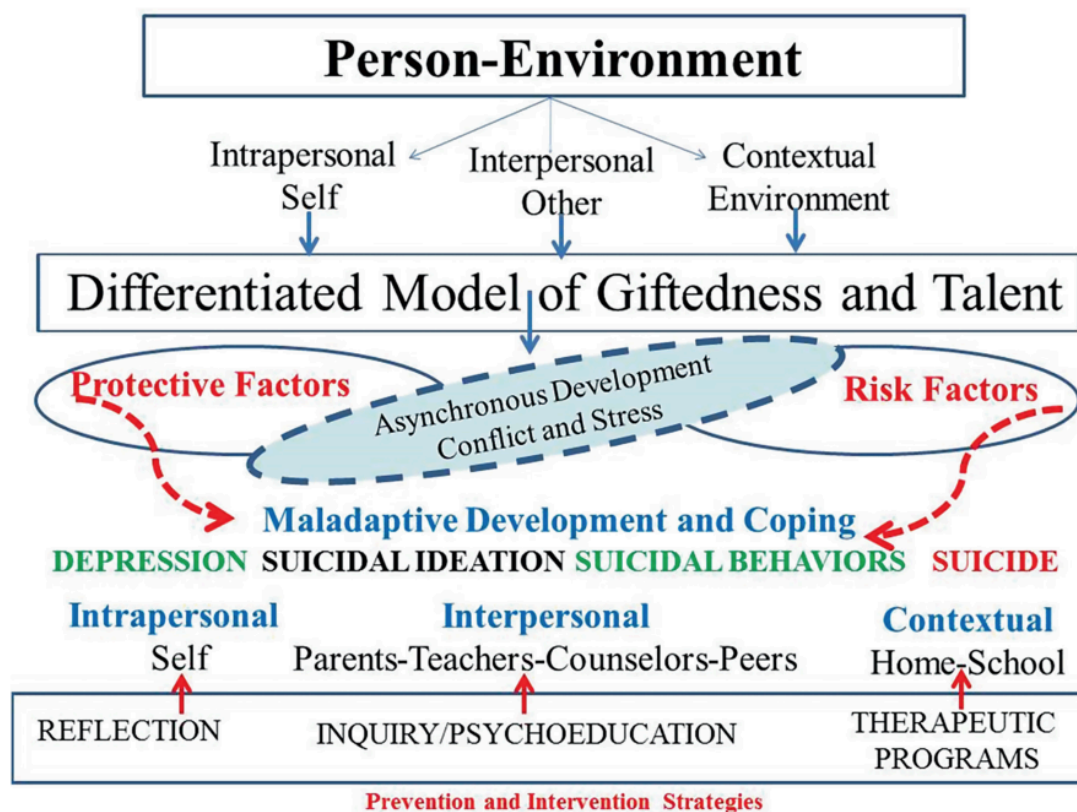 Person-Environment
Intrapersonal
Self
Interpersonal
Other
Contextual
Environment
Differentiated Model of Giftedness and Talent
Protective Factors
Asynchronous Development
Conflict and Stress
Risk Factors
Maladaptive Development and Coping
DEPRESSION SUICIDAL IDEATION SUICIDAL BEHAVIORS SUICIDE
Intrapersonal
Self
Interpersonal
Parents-Teachers-Counselors-Peers
Contextual
Home-School
REFLECTION
INQUIRY/PSYCHOEDUCATION
THERAPEUTIC
PROGRAMS
Prevention and Intervention Strategies